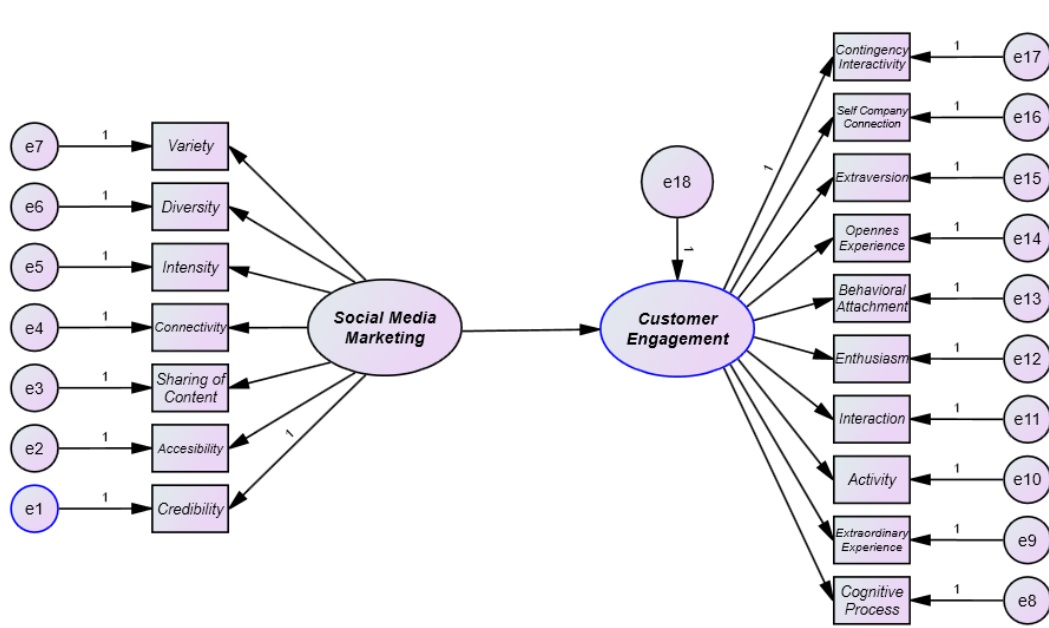 e7
1
Variety
e6
1
Diversity
e5
1
Intensity
e4
1
Connectivity
e3
1
Sharing of
Content
e2
1
Accesibility
e1
1
Credibility
1
Social Media
Marketing
e18
1
Customer
Engagement
1
Contingency
Interactivity
1
e17
Self Company
Connection
1
e16
Extraversion
1
e15
Opennes
Experience
1
e14
Behavioral
Attachment
1
e13
Enthusiasm
1
e12
Interaction
1
e11
Activity
1
e10
Extraordinary
Experience
1
e9
Cognitive
Process
1
e8